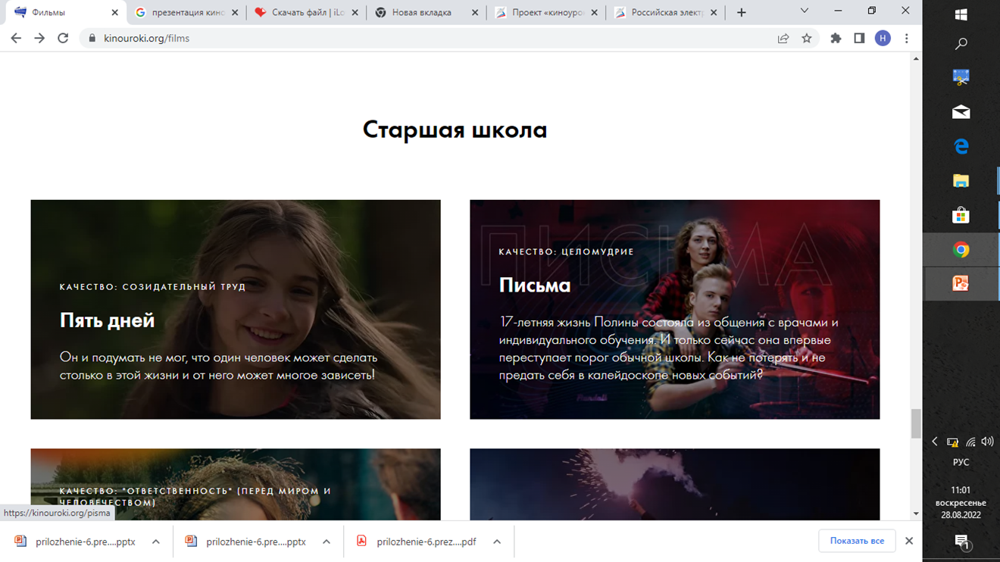 Фильмы
презентация кино
Скачать файл | iLo
Новая вкладка
Проект «киноурок
Российская электр
kinouroki.org/films
Н
Старшая школа
КАЧЕСТВО: СОЗИДАТЕЛЬНЫЙ ТРУД
Пять дней
Он и подумать не мог, что один человек может сделать
столько в этой жизни и от него может многое зависеть!
ПИСЬМА
КАЧЕСТВО: ЦЕЛОМУДРИЕ
Письма
17-летняя жизнь Полины состояла из общения с врачами и
индивидуального обучения. И только сейчас она впервые
переступает порог обычной школы. Как не потерять и не
предать себя в калейдоскопе новых событий?
КАЧЕСТВО: "ОТВЕТСТВЕННОСТЬ" (ПЕРЕД МИРОМ И
ЧЕЛОВЕЧЕСТВОМ)
https://kinouroki.org/pisma
prilozhenie-6.pre....pptx
prilozhenie-6.pre....pptx
prilozhenie-6.prez....pdf
Показать все
РУС
11:01
воскресенье
28.08.2022
1